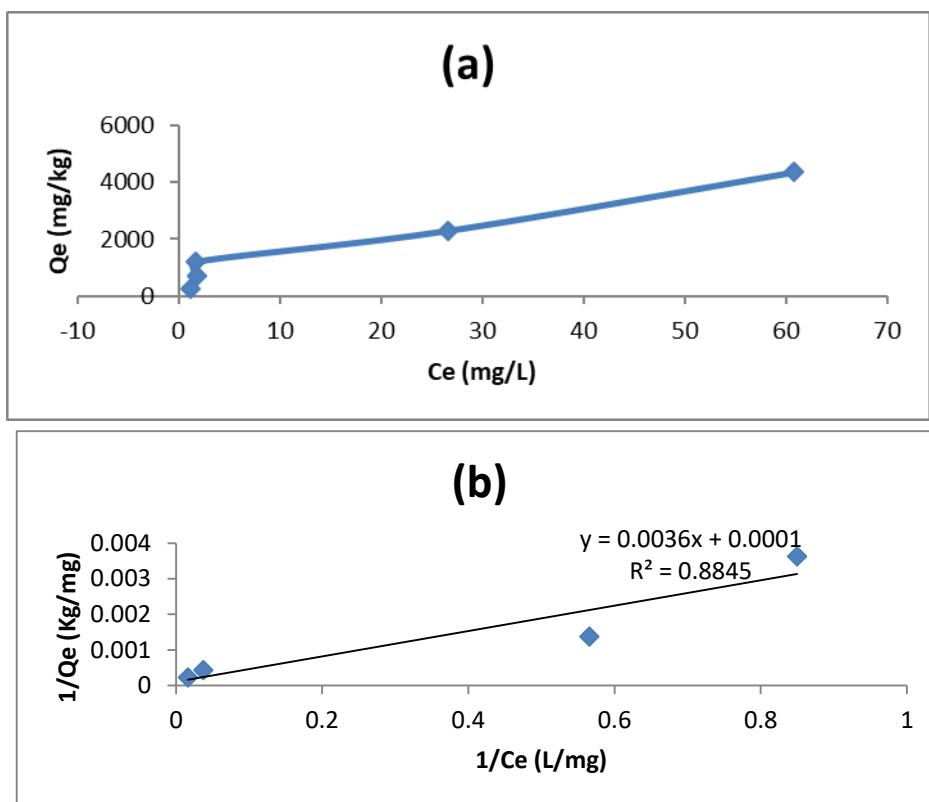 (a)
Qe (mg/kg)
6000
4000
2000
0
-10 0 10 20 30 40 50 60 70
Ce (mg/L)
(b)
1/Qe (Kg/mg)
0.004
0.003
0.002
0.001
0
y = 0.0036x + 0.0001
R² = 0.8845
0 0.2 0.4 0.6 0.8 1
1/Ce (L/mg)